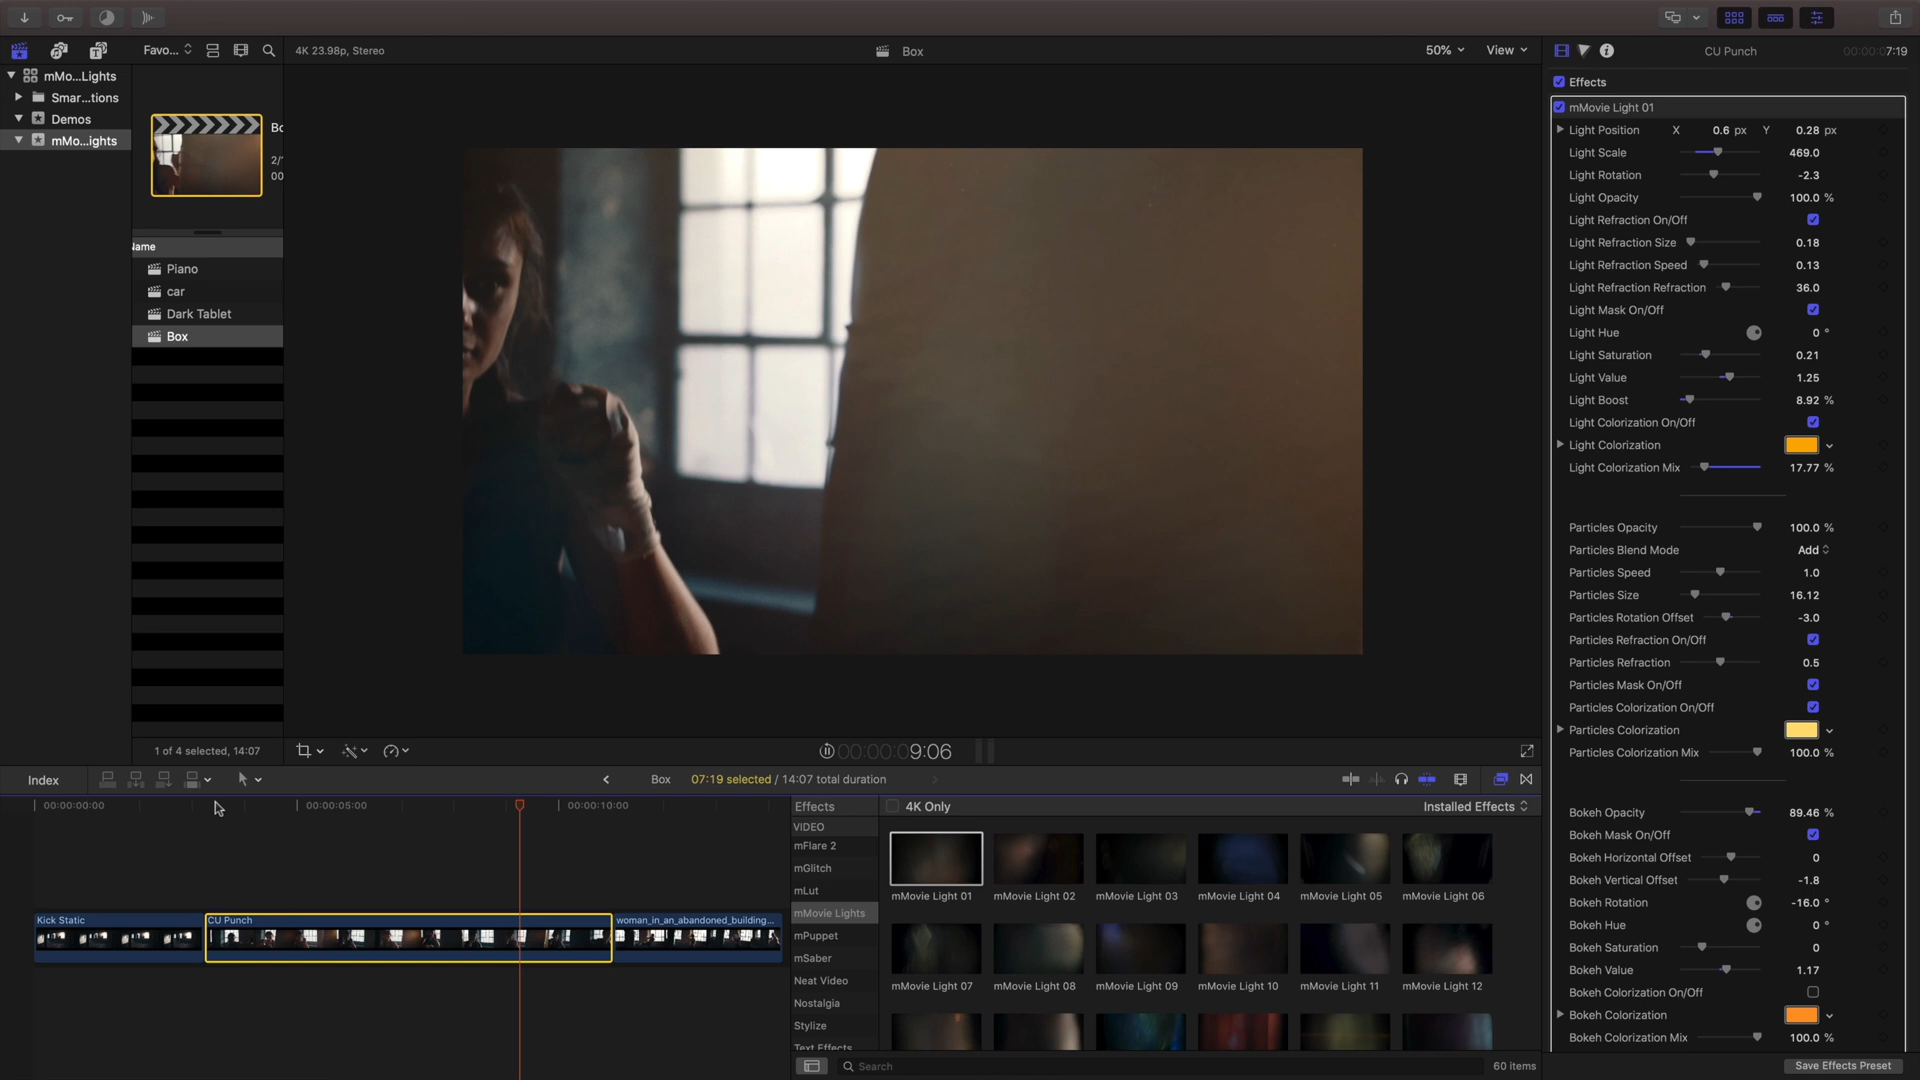 Favo...
4K 23.98p, Stereo
Box
50%
View
CU Punch
00:00:07:19
mMo...Lights
Smar...tions
Demos
mMo...ights
Bo
2/
00
Name
Piano
car
Dark Tablet
Box
1 of 4 selected, 14:07
00:00:00:09:06
Effects
mMovie Light 01
Light Position X 0.6 px Y 0.28 px
Light Scale 469.0
Light Rotation -2.3
Light Opacity 100.0 %
Light Refraction On/Off
Light Refraction Size 0.18
Light Refraction Speed 0.13
Light Refraction Refraction 36.0
Light Mask On/Off
Light Hue 0 °
Light Saturation 0.21
Light Value 1.25
Light Boost 8.92 %
Light Colorization On/Off
Light Colorization
Light Colorization Mix 17.77 %
Particles Opacity 100.0 %
Particles Blend Mode Add
Particles Speed 1.0
Particles Size 16.12
Particles Rotation Offset -3.0
Particles Refraction On/Off
Particles Refraction 0.5
Particles Mask On/Off
Particles Colorization On/Off
Particles Colorization
Particles Colorization Mix 100.0 %
Bokeh Opacity 89.46 %
Bokeh Mask On/Off
Bokeh Horizontal Offset 0
Bokeh Vertical Offset -1.8
Bokeh Rotation -16.0 °
Bokeh Hue 0 °
Bokeh Saturation 0
Bokeh Value 1.17
Bokeh Colorization On/Off
Bokeh Colorization
Bokeh Colorization Mix 100.0 %
Save Effects Preset
Index
Box
07:19 selected / 14:07 total duration
00:00:00:00
00:00:05:00
00:00:10:00
Kick Static
CU Punch
woman_in_an_abandoned_building...
Effects
4K Only
Installed Effects
VIDEO
mFlare 2
mGlitch
mLut
mMovie Lights
mPuppet
mSaber
Neat Video
Nostalgia
Stylize
Text Effects
mMovie Light 01
mMovie Light 02
mMovie Light 03
mMovie Light 04
mMovie Light 05
mMovie Light 06
mMovie Light 07
mMovie Light 08
mMovie Light 09
mMovie Light 10
mMovie Light 11
mMovie Light 12
Search
60 items